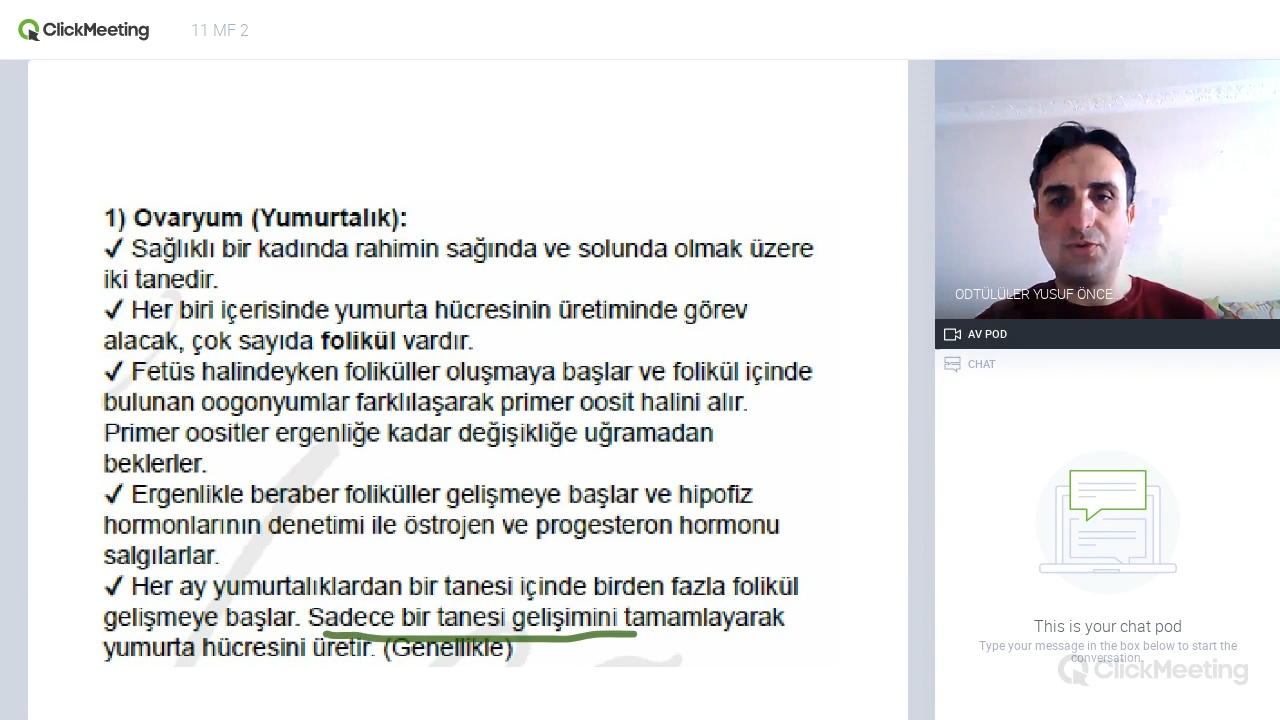 ClickMeeting
11 MF 2
1) Ovaryum (Yumurtalık):
✓ Sağlıklı bir kadında rahimin sağında ve solunda olmak üzere
iki tanedir.
✓ Her biri içerisinde yumurta hücresinin üretiminde görev
alacak, çok sayıda folikül vardır.
✓ Fetüs halindeyken foliküller oluşmaya başlar ve folikül içinde
bulunan oogonyumlar farklılaşarak primer oosit halini alır.
Primer oositler ergenliğe kadar değişikliğe uğramadan
beklerler.
✓ Ergenlikle beraber foliküller gelişmeye başlar ve hipofiz
hormonlarının denetimi ile östrojen ve progesteron hormonu
salgılarlar.
✓ Her ay yumurtalıklardan bir tanesi içinde birden fazla folikül
gelişmeye başlar. Sadece bir tanesi gelişimini tamamlayarak
yumurta hücresini üretir. (Genellikle)
ODTÜLÜLER YUSUF ÖNCE...
AV POD
CHAT
This is your chat pod
Type your message in the box below to start the
conversation.
ClickMeeting